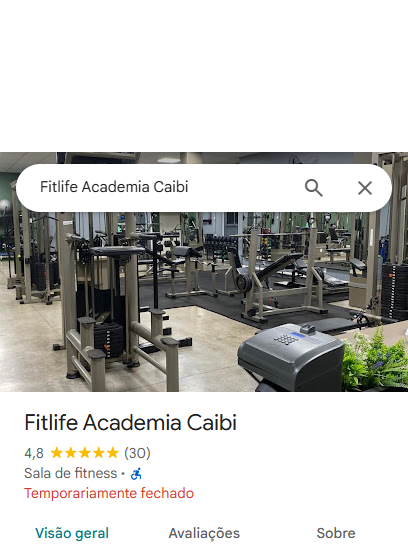 Fitlife Academia Caibi
Fitlife Academia Caibi
4,8 (30)
Sala de fitness ·
Temporariamente fechado
Visão geral Avaliações Sobre